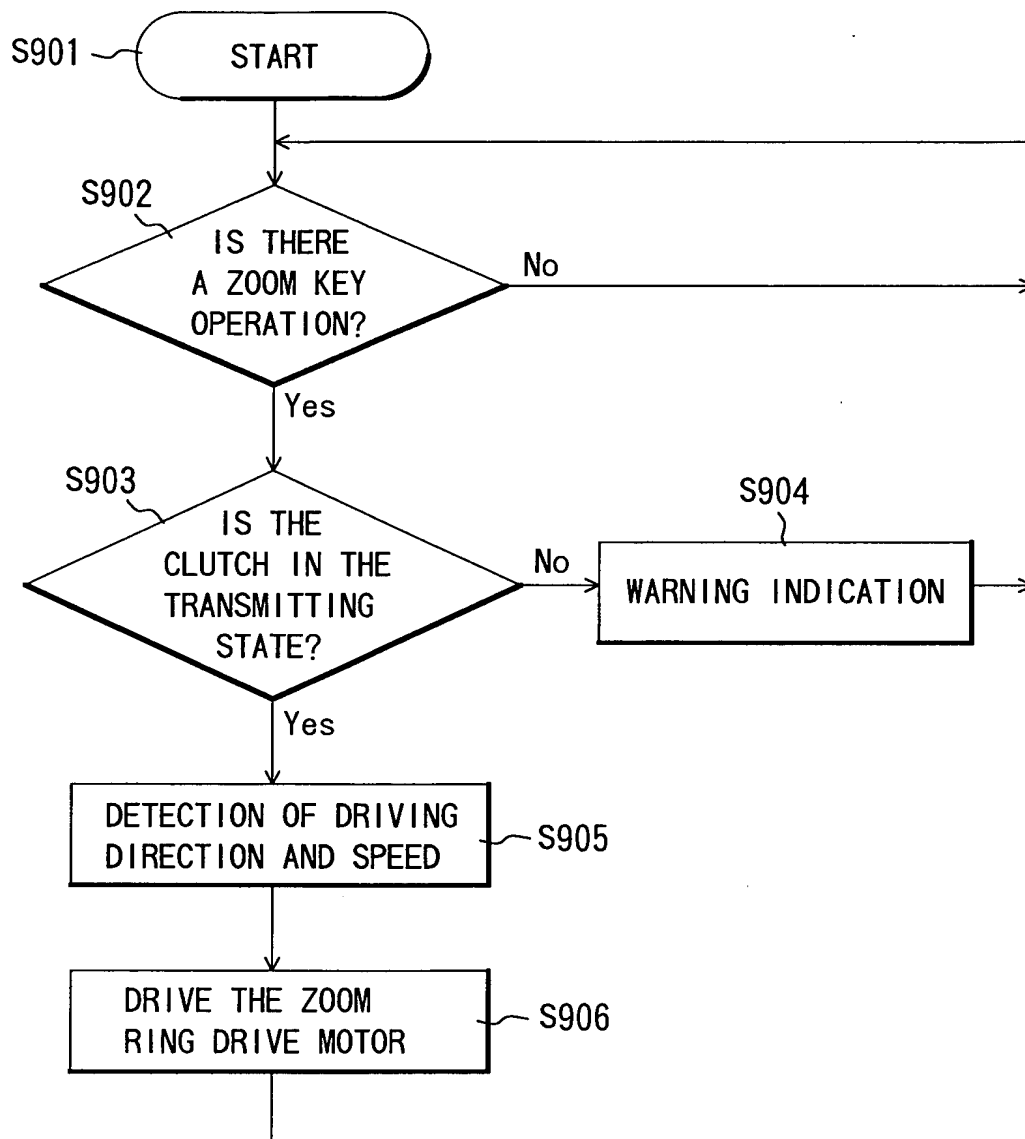 S901
START
S902
IS THERE
A ZOOM KEY
OPERATION?
No
Yes
S903
IS THE
CLUTCH IN THE
TRANSMITTING
STATE?
No
S904
WARNING INDICATION
Yes
DETECTION OF DRIVING
DIRECTION AND SPEED
S905
DRIVE THE ZOOM
RING DRIVE MOTOR
S906